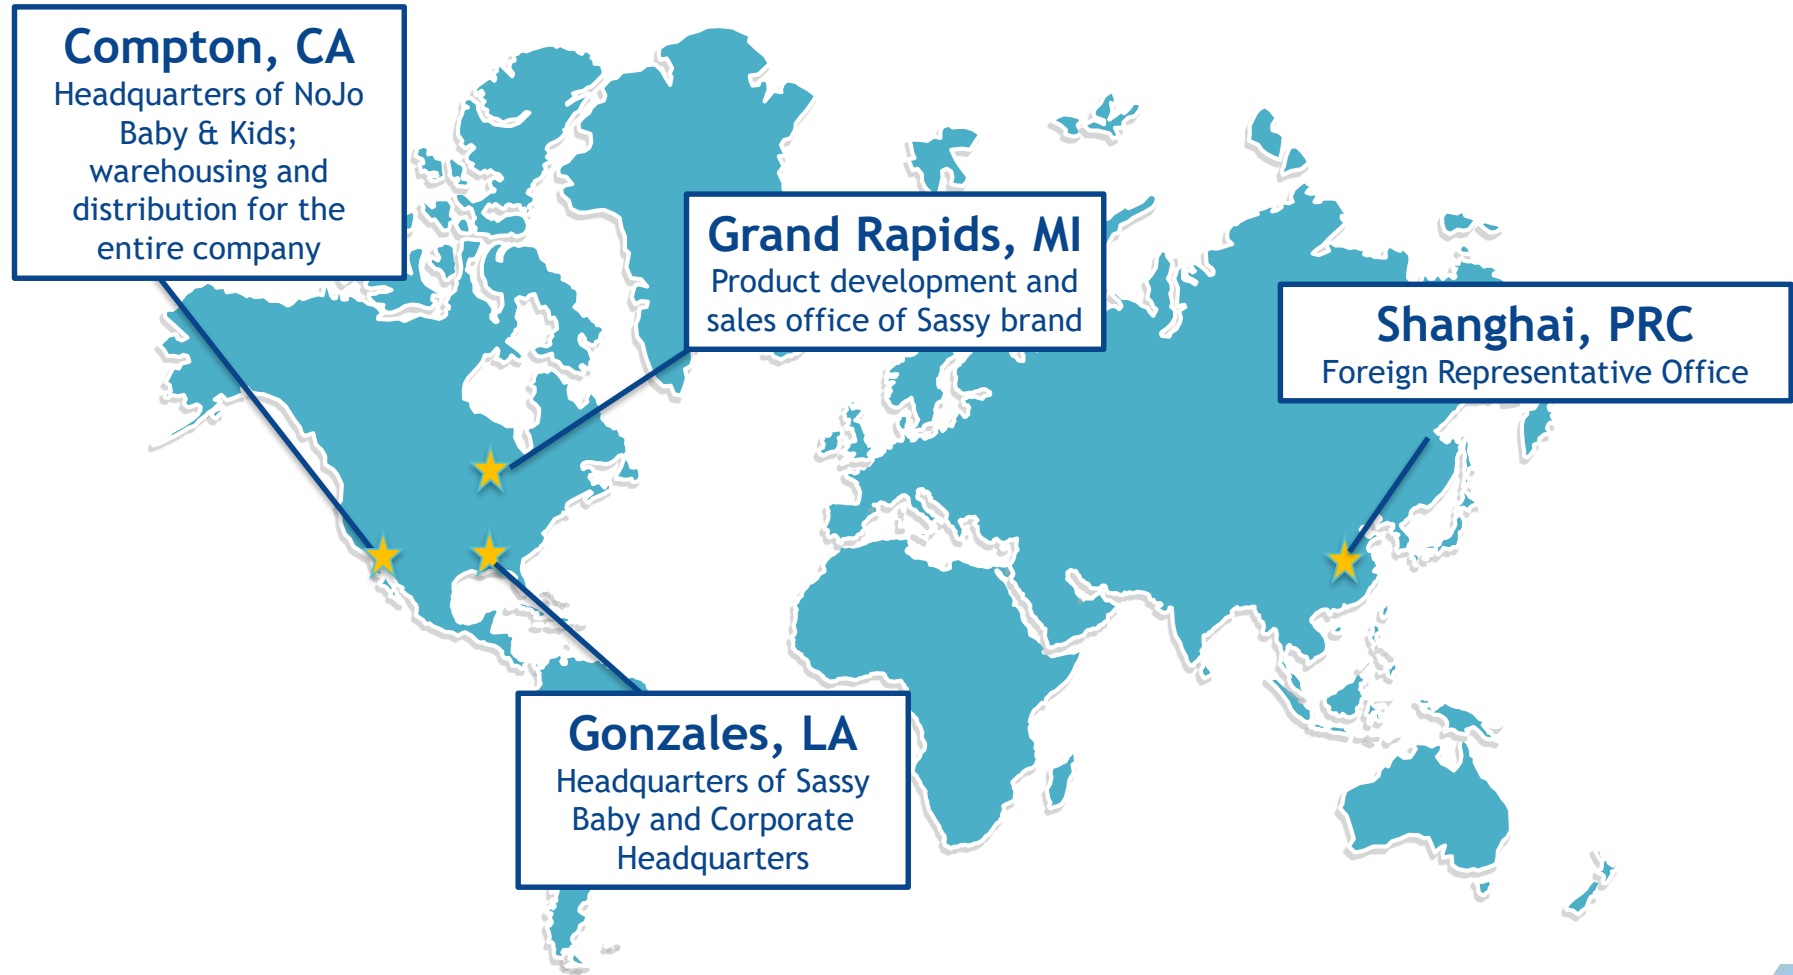 Compton, CA
Headquarters of NoJo
Baby & Kids;
warehousing and
distribution for the
entire company
Grand Rapids, MI
Product development and
sales office of Sassy brand
Shanghai, PRC
Foreign Representative Office
Gonzales, LA
Headquarters of Sassy
Baby and Corporate
Headquarters